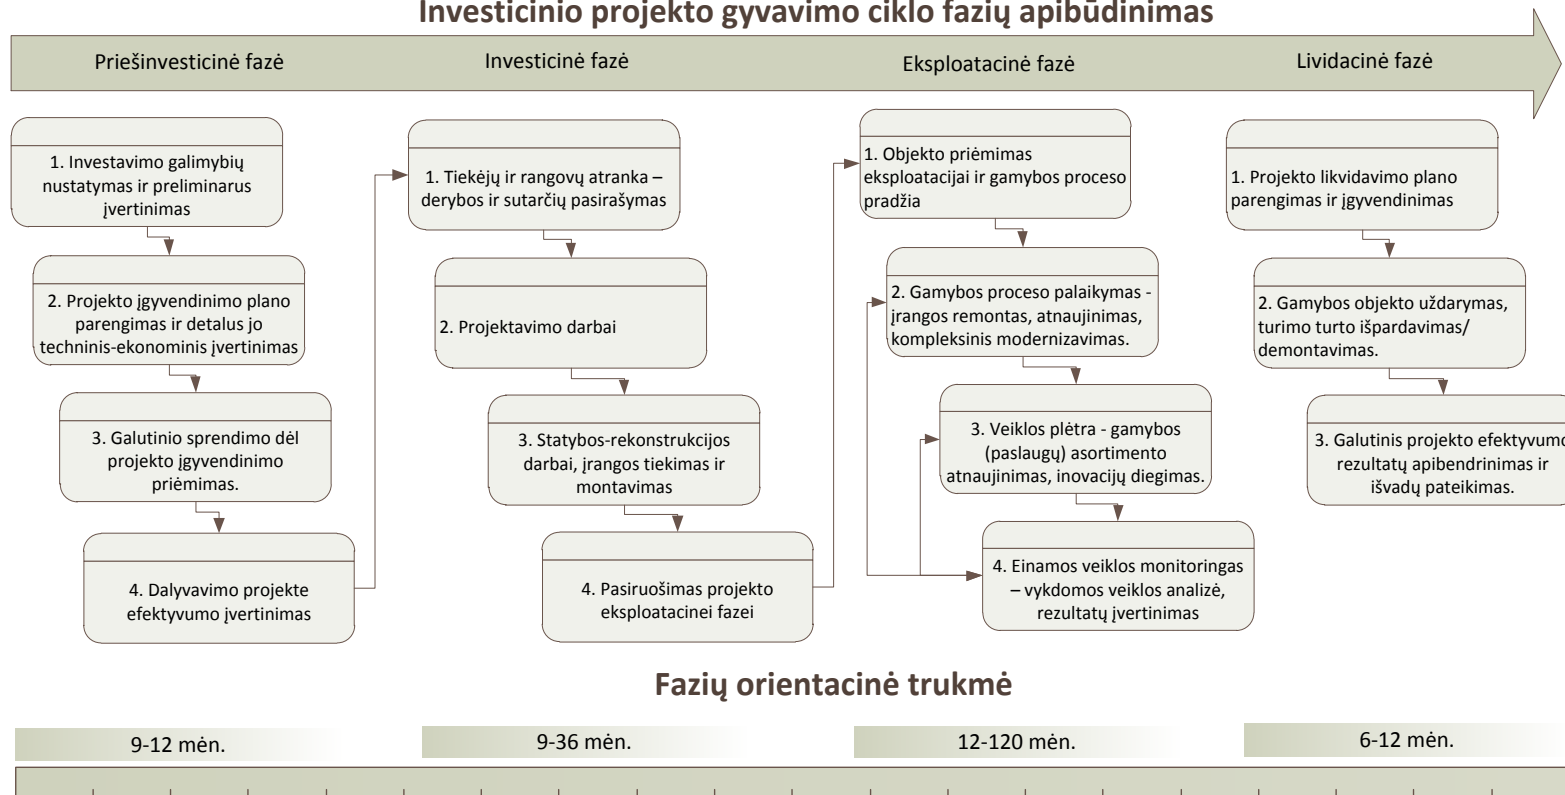 Investicinio projekto gyvavimo ciklo fazių apibūdinimas
Priešinvesticinė fazė
Investicinė fazė
Eksploatacinė fazė
Lividacinė fazė
1. Investavimo galimybių
nustatymas ir preliminarus
įvertinimas
2. Projekto įgyvendinimo plano
parengimas ir detalus jo
techninis-ekonominis įvertinimas
3. Galutinio sprendimo dėl
projekto įgyvendinimo
priėmimas.
4. Dalyvavimo projekte
efektyvumo įvertinimas
1. Tiekėjų ir rangovų atranka –
derybos ir sutarčių pasirašymas
2. Projektavimo darbai
3. Statybos-rekonstrukcijos
darbai, įrangos tiekimas ir
montavimas
4. Pasiruošimas projekto
eksploatacinei fazei
1. Objekto priėmimas
eksploatacijai ir gamybos proceso
pradžia
2. Gamybos proceso palaikymas -
įrangos remontas, atnaujinimas,
kompleksinis modernizavimas.
3. Veiklos plėtra - gamybos
(paslaugų) asortimento
atnaujinimas, inovacijų diegimas.
4. Einamos veiklos monitoringas
– vykdomos veiklos analizė,
rezultatų įvertinimas
1. Projekto likvidavimo plano
parengimas ir įgyvendinimas
2. Gamybos objekto uždarymas,
turimo turto išpardavimas/
demontavimas.
3. Galutinis projekto efektyvumo
rezultatų apibendrinimas ir
išvadų pateikimas.
Fazių orientacinė trukmė
9-12 mėn.
9-36 mėn.
12-120 mėn.
6-12 mėn.